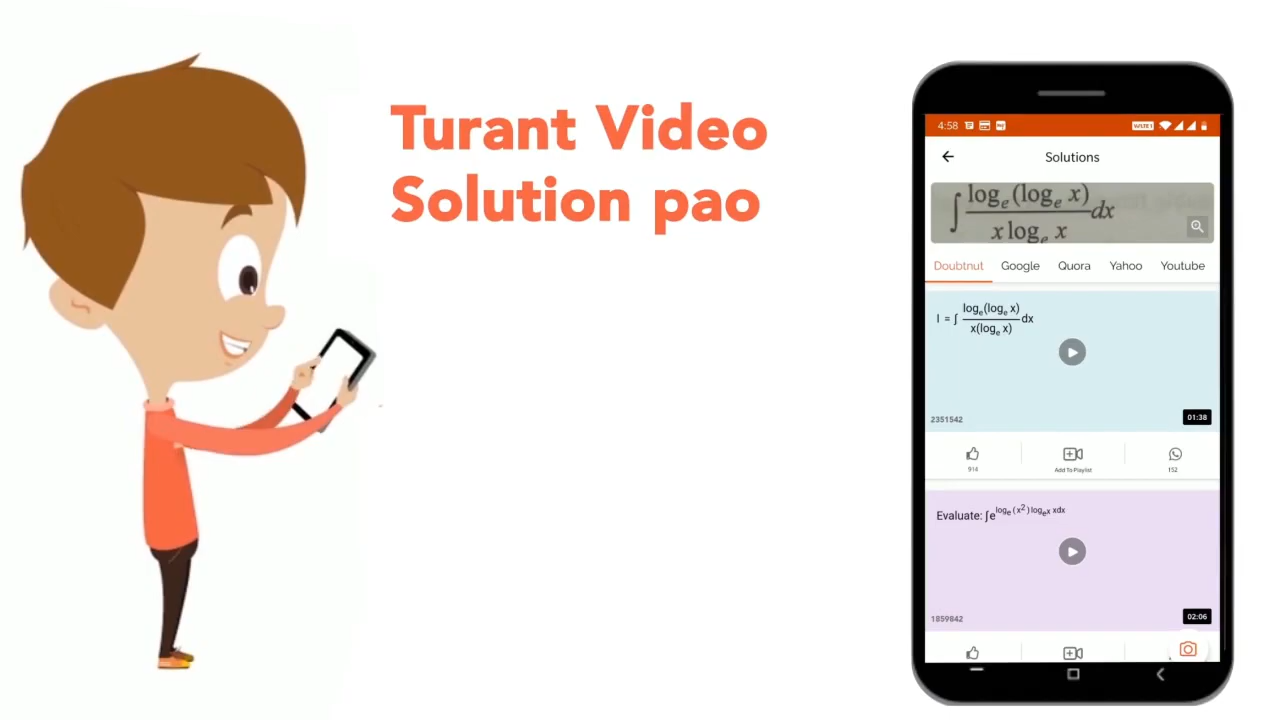 Turant Video
Solution pao
4:58
Solutions
∫ logₑ(logₑ x) / x logₑ x dx
Doubtnut Google Quora Yahoo Youtube
I = ∫ logₑ(logₑ x) / x(logₑ x) dx
2351542 01:38
914 Add To Playlist 152
Evaluate: ∫e^logₑ(x²)logₑx xdx
1859842 02:06